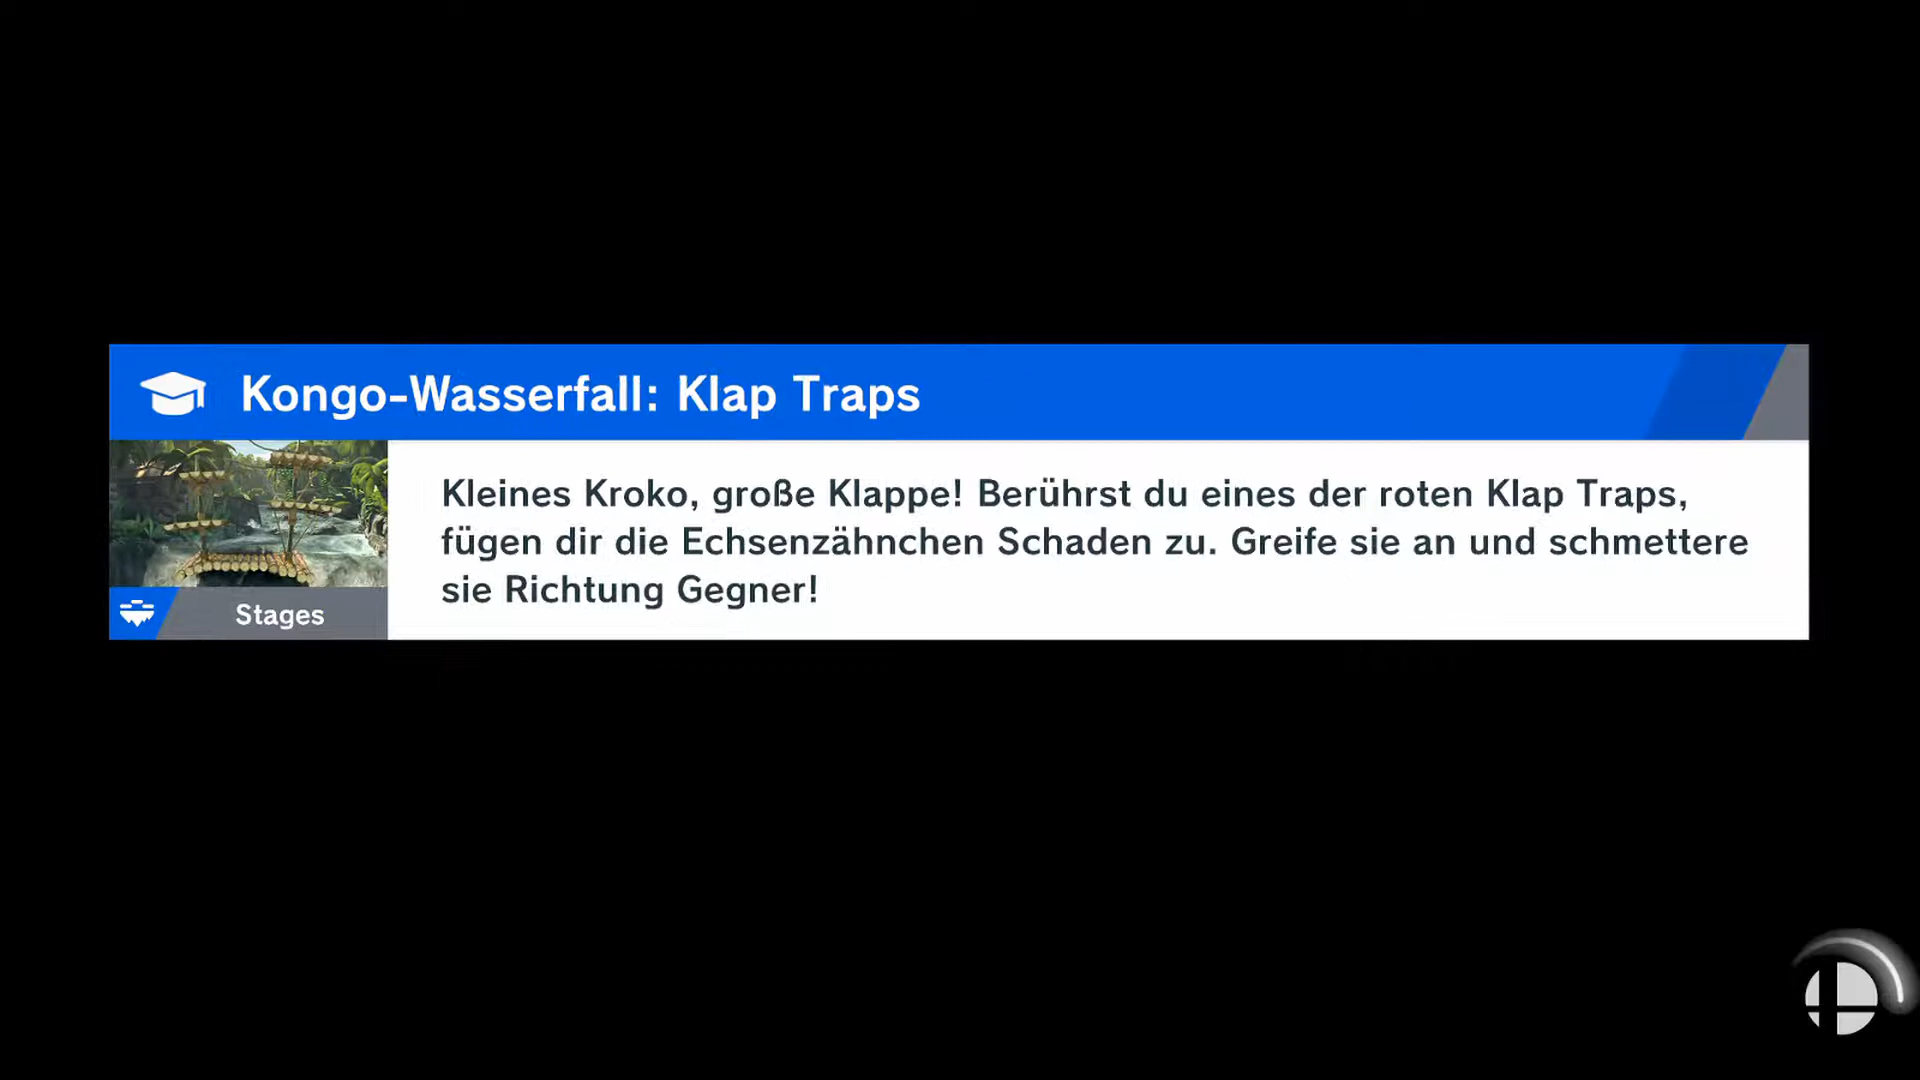 Kongo-Wasserfall: Klap Traps
Kleines Kroko, große Klappe! Berührst du eines der roten Klap Traps,
fügen dir die Echsenzähnchen Schaden zu. Greife sie an und schmettere
sie Richtung Gegner!
Stages